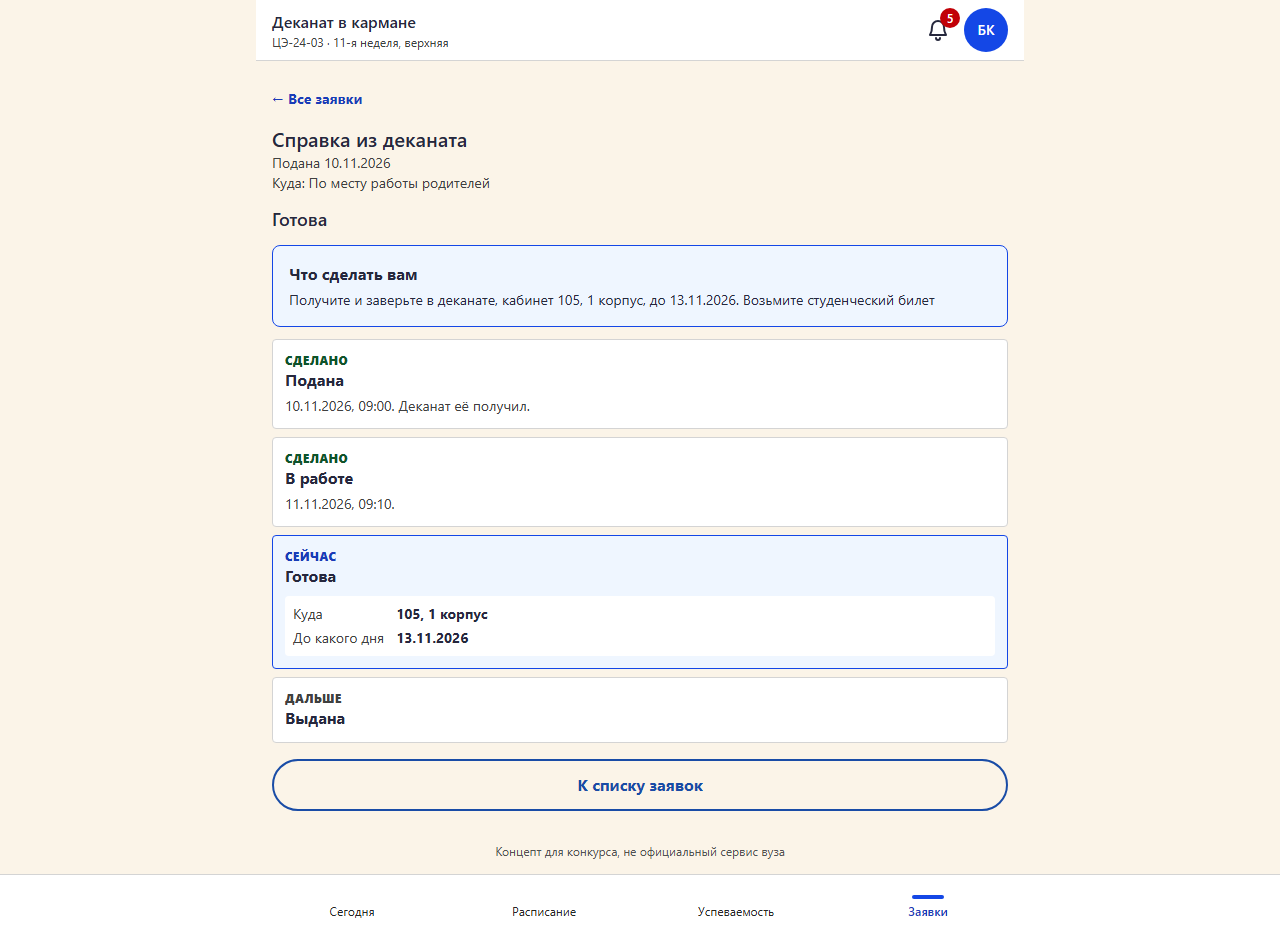 Деканат в кармане
ЦЭ-24-03 · 11-я неделя, верхняя
5
БК
← Все заявки
Справка из деканата
Подана 10.11.2026
Куда: По месту работы родителей
Готова
Что сделать вам
Получите и заверьте в деканате, кабинет 105, 1 корпус, до 13.11.2026. Возьмите студенческий билет
СДЕЛАНО
Подана
10.11.2026, 09:00. Деканат её получил.
СДЕЛАНО
В работе
11.11.2026, 09:10.
СЕЙЧАС
Готова
Куда 105, 1 корпус
До какого дня 13.11.2026
ДАЛЬШЕ
Выдана
К списку заявок
Концепт для конкурса, не официальный сервис вуза
Сегодня Расписание Успеваемость Заявки